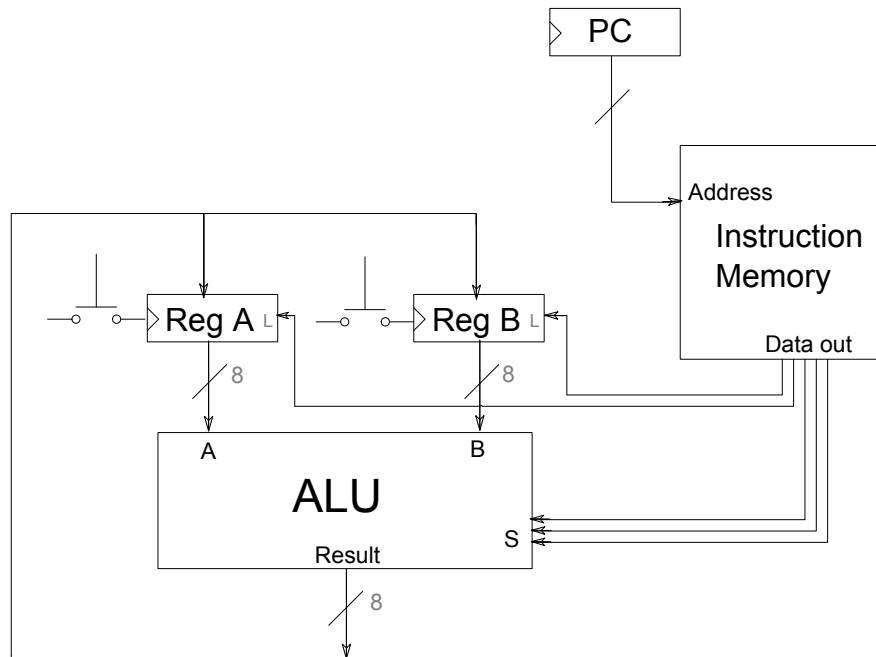 PC
Address
Instruction
Memory
Data out
Reg A L
Reg B L
8
8
A
B
ALU
S
Result
8